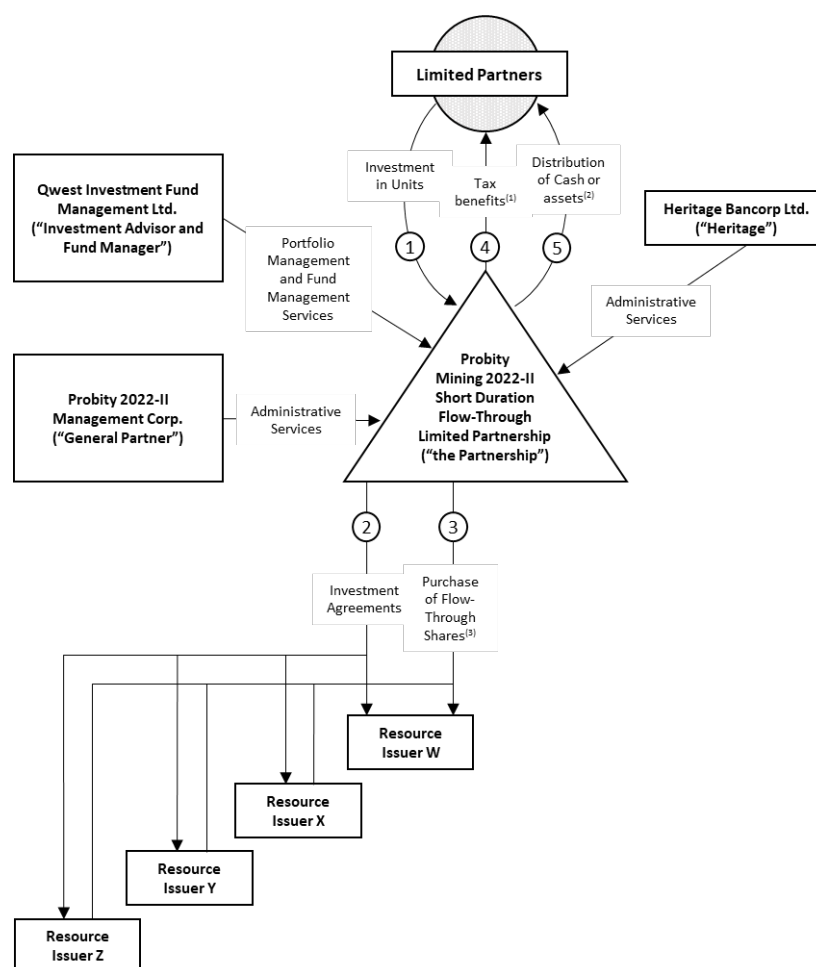 Limited Partners
Investment
in Units
Tax
benefits(1)
Distribution
of Cash or
assets(2)
Qwest Investment Fund
Management Ltd.
(“Investment Advisor and
Fund Manager”)
Heritage Bancorp Ltd.
(“Heritage”)
1
4
5
Portfolio
Management
and Fund
Management
Services
Administrative
Services
Probity 2022-II
Management Corp.
(“General Partner”)
Administrative
Services
Probity
Mining 2022-II
Short Duration
Flow-Through
Limited Partnership
(“the Partnership”)
2
3
Investment
Agreements
Purchase
of Flow-
Through
Shares(3)
Resource
Issuer W
Resource
Issuer X
Resource
Issuer Y
Resource
Issuer Z